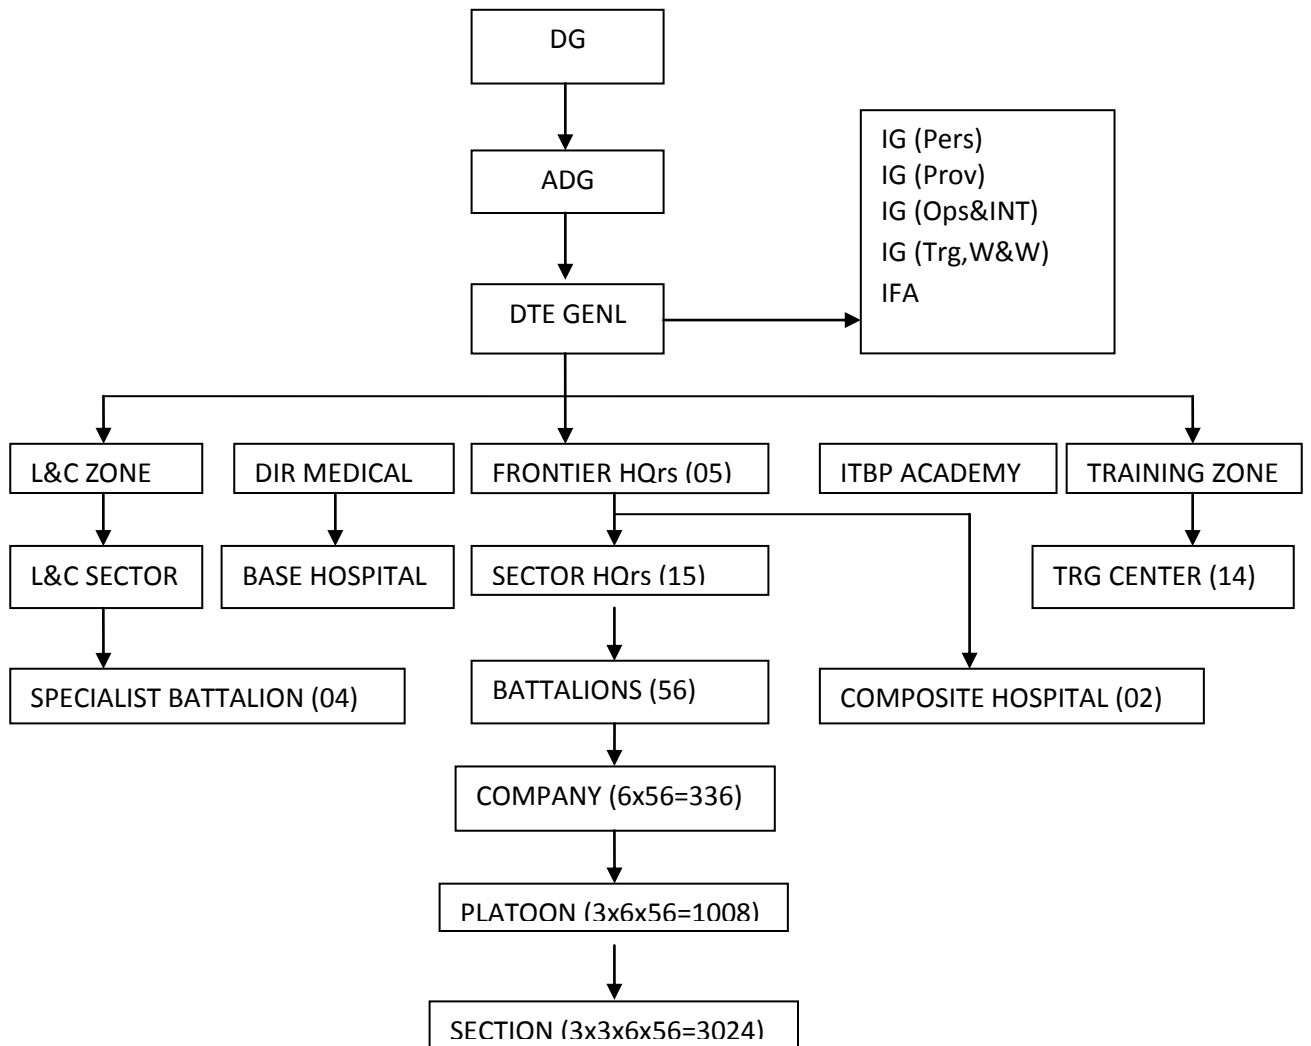 DG
ADG
IG (Pers)
IG (Prov)
IG (Ops&INT)
IG (Trg,W&W)
IFA
DTE GENL
L&C ZONE
DIR MEDICAL
FRONTIER HQrs (05)
ITBP ACADEMY
TRAINING ZONE
L&C SECTOR
BASE HOSPITAL
SECTOR HQrs (15)
TRG CENTER (14)
SPECIALIST BATTALION (04)
BATTALIONS (56)
COMPOSITE HOSPITAL (02)
COMPANY (6x56=336)
PLATOON (3x6x56=1008)
SECTION (3x3x6x56=3024)